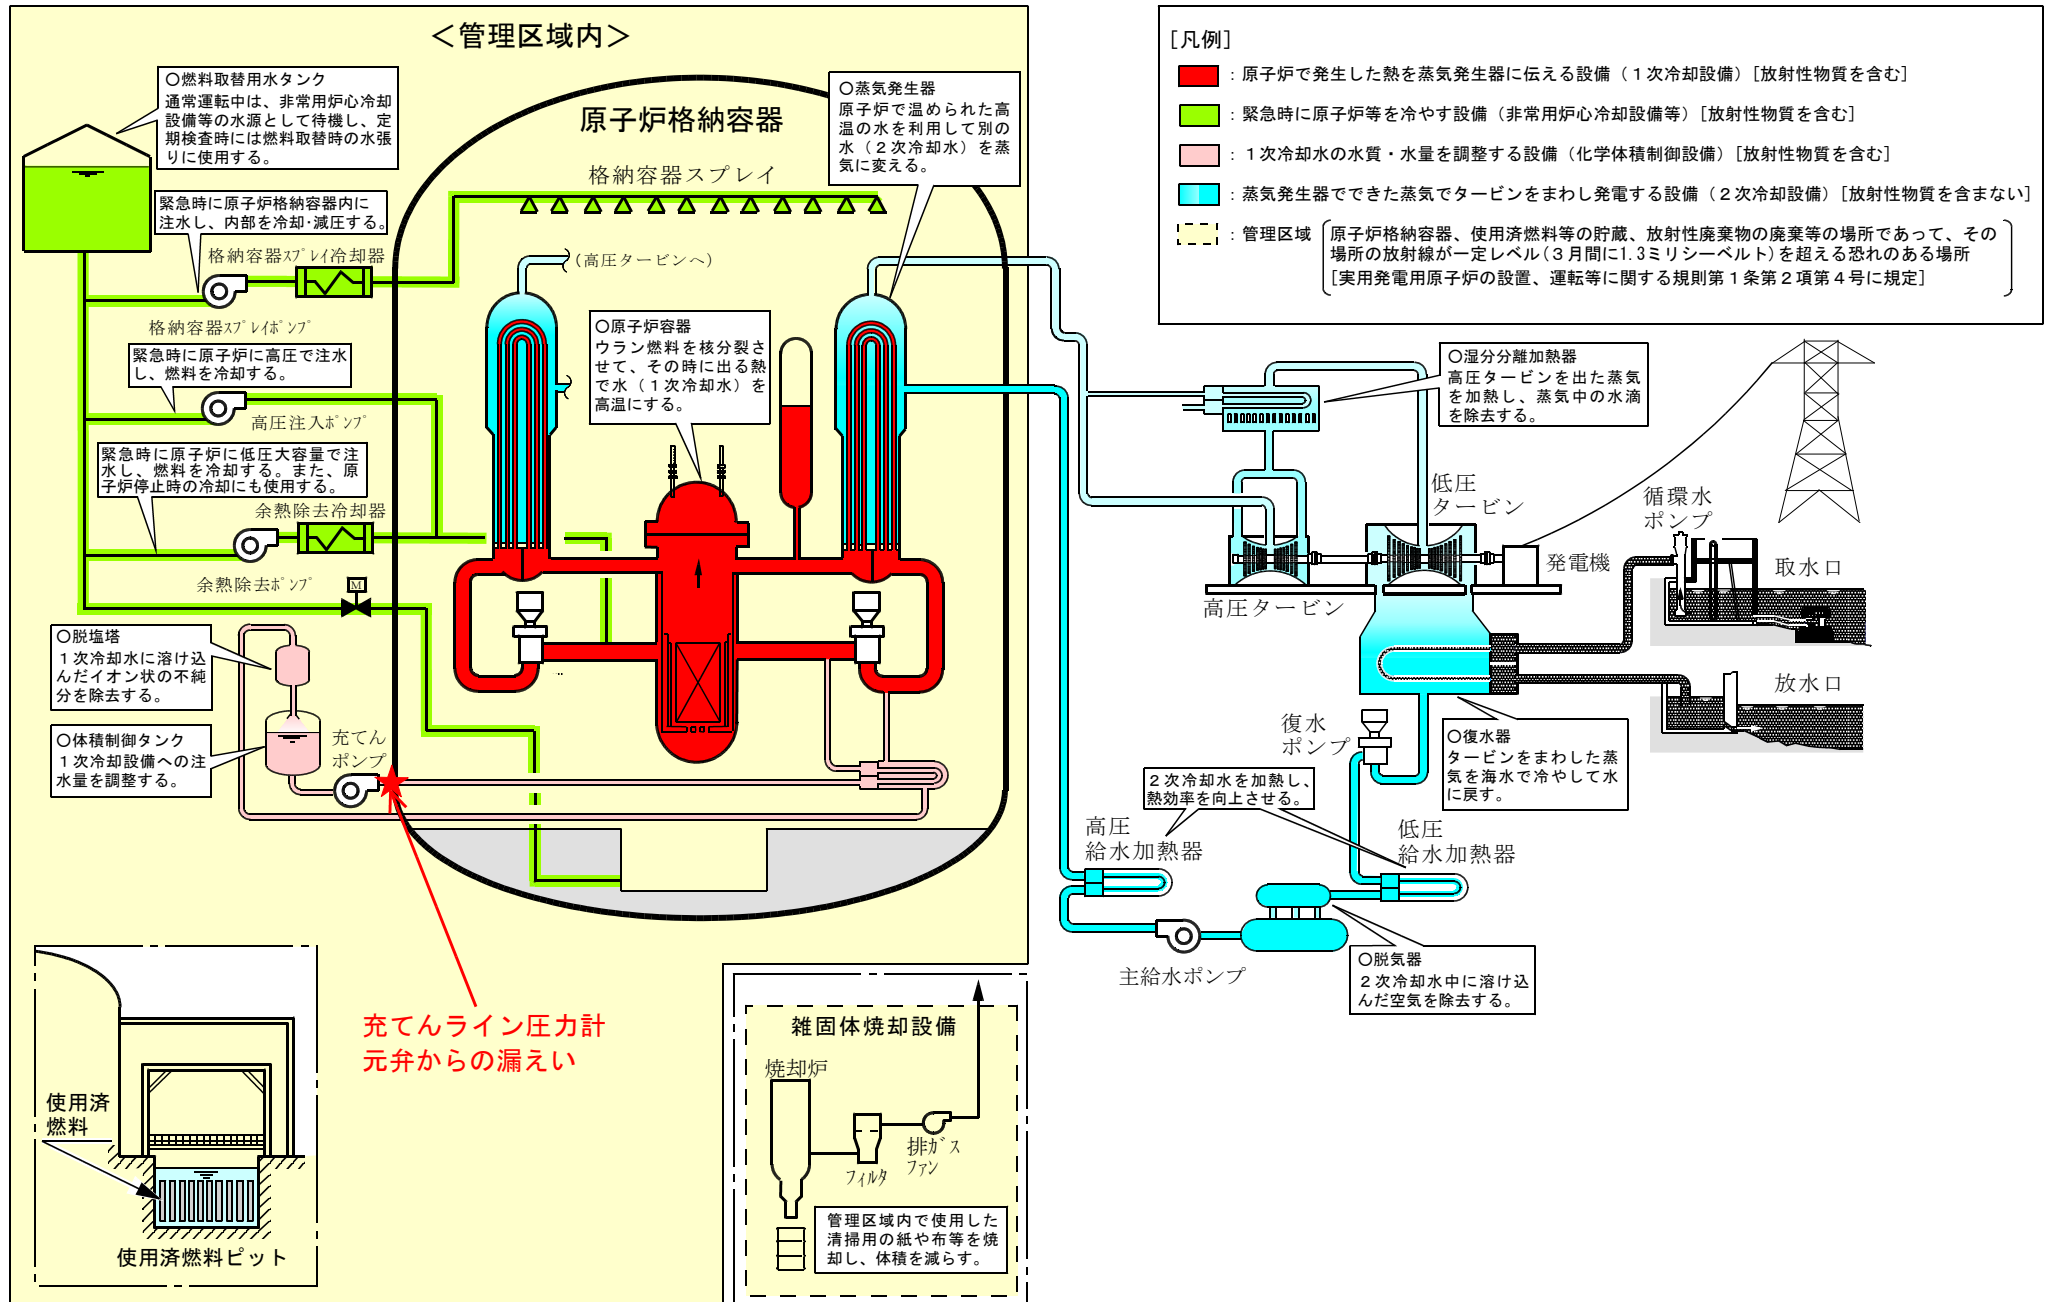 ＜管理区域内＞
○燃料取替用水タンク
通常運転中は、非常用炉心冷却
設備等の水源として待機し、定
期検査時には燃料取替時の水張
りに使用する。
緊急時に原子炉格納容器内に
注水し、内部を冷却･減圧する。
格納容器ｽﾌﾟﾚｲ冷却器
格納容器ｽﾌﾟﾚｲﾎﾟﾝﾌﾟ
緊急時に原子炉に高圧で注水
し、燃料を冷却する。
高圧注入ﾎﾟﾝﾌﾟ
緊急時に原子炉に低圧大容量で注
水し、燃料を冷却する。また、原
子炉停止時の冷却にも使用する。
余熱除去冷却器
余熱除去ﾎﾟﾝﾌﾟ
M
○脱塩塔
１次冷却水に溶け込
んだイオン状の不純
分を除去する。
○体積制御タンク
１次冷却設備への注
水量を調整する。
充てん
ポンプ
原子炉格納容器
格納容器スプレイ
(高圧タービンへ)
○蒸気発生器
原子炉で温められた高
温の水を利用して別の
水（２次冷却水）を蒸
気に変える。
○原子炉容器
ウラン燃料を核分裂さ
せて、その時に出る熱
で水（１次冷却水）を
高温にする。
充てんライン圧力計
元弁からの漏えい
使用済
燃料
使用済燃料ピット
雑固体焼却設備
焼却炉
フィルタ
排ｶﾞｽ
ﾌｧﾝ
管理区域内で使用した
清掃用の紙や布等を焼
却し、体積を減らす。
[凡例]
：原子炉で発生した熱を蒸気発生器に伝える設備（１次冷却設備）[放射性物質を含む]
：緊急時に原子炉等を冷やす設備（非常用炉心冷却設備等）[放射性物質を含む]
：１次冷却水の水質・水量を調整する設備（化学体積制御設備）[放射性物質を含む]
：蒸気発生器でできた蒸気でタービンをまわし発電する設備（２次冷却設備）[放射性物質を含まない]
：管理区域 原子炉格納容器、使用済燃料等の貯蔵、放射性廃棄物の廃棄等の場所であって、その
場所の放射線が一定レベル(３月間に1.3ミリシーベルト)を超える恐れのある場所
[実用発電用原子炉の設置、運転等に関する規則第１条第２項第４号に規定]
○湿分分離加熱器
高圧タービンを出た蒸気
を加熱し、蒸気中の水滴
を除去する。
低圧
タービン
高圧タービン
発電機
循環水
ポンプ
取水口
放水口
復水
ポンプ
○復水器
タービンをまわした蒸
気を海水で冷やして水
に戻す。
２次冷却水を加熱し、
熱効率を向上させる。
高圧
給水加熱器
低圧
給水加熱器
主給水ポンプ
○脱気器
２次冷却水中に溶け込
んだ空気を除去する。